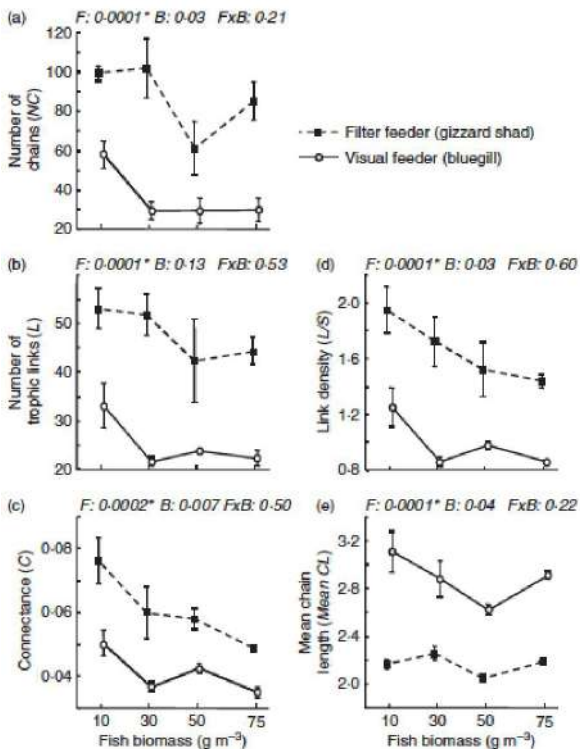 (a) F: 0·0001* B: 0·03 FxB: 0·21
120
100
80
60
40
20
Number of
chains (NC)
Filter feeder (gizzard shad)
Visual feeder (bluegill)
(b) F: 0·0001* B: 0·13 FxB: 0·53
50
40
30
20
Number of
trophic links (L)
(d) F: 0·0001* B: 0·03 FxB: 0·60
2·0
1·6
1·2
0·8
Link density (L/S)
(c) F: 0·0002* B: 0·007 FxB: 0·50
0·08
0·06
0·04
Connectance (C)
10 30 50 75
Fish biomass (g m⁻³)
(e) F: 0·0001* B: 0·04 FxB: 0·22
3·2
2·8
2·4
2·0
Mean chain
length (Mean CL)
10 30 50 75
Fish biomass (g m⁻³)